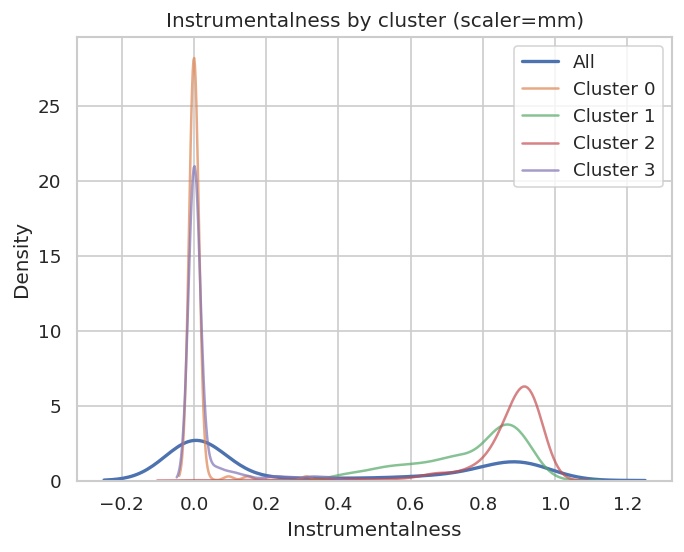 Instrumentalness by cluster (scaler=mm)
All
Cluster 0
Cluster 1
Cluster 2
Cluster 3
Density
25
20
15
10
5
0
−0.2 0.0 0.2 0.4 0.6 0.8 1.0 1.2
Instrumentalness